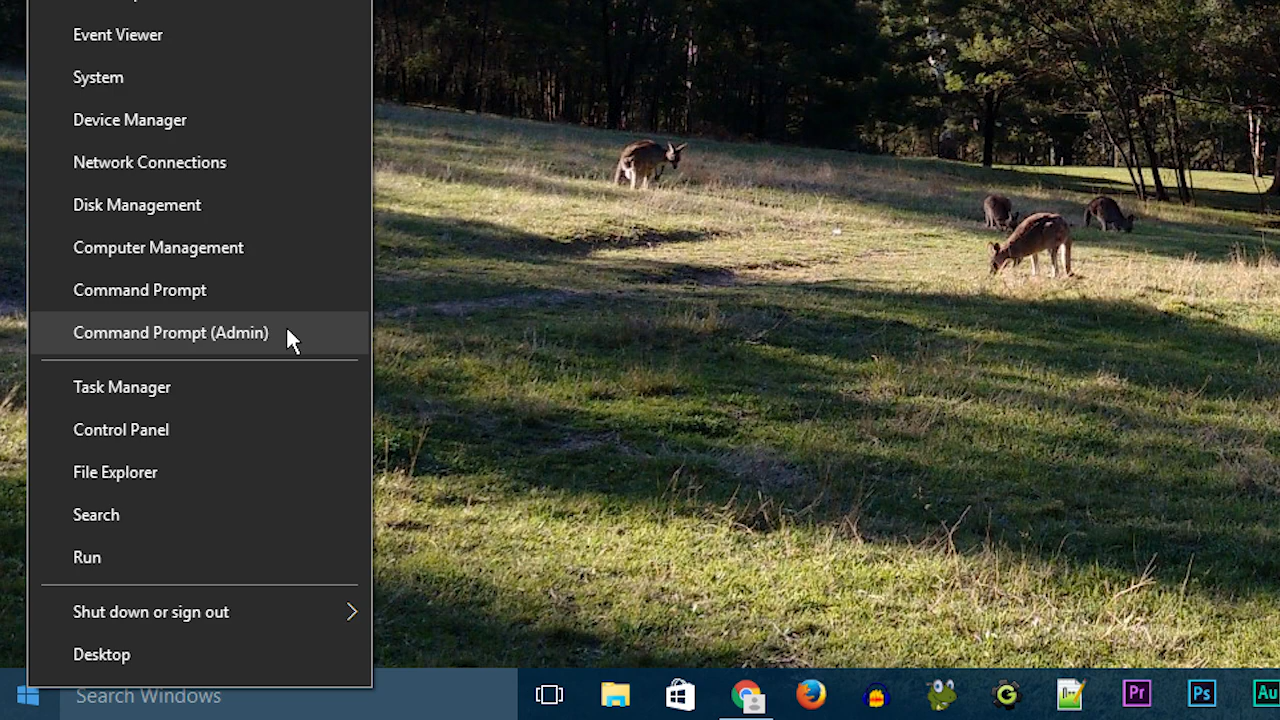 Event Viewer
System
Device Manager
Network Connections
Disk Management
Computer Management
Command Prompt
Command Prompt (Admin)
Task Manager
Control Panel
File Explorer
Search
Run
Shut down or sign out
Desktop
Search Windows
Pr
Ps
Au